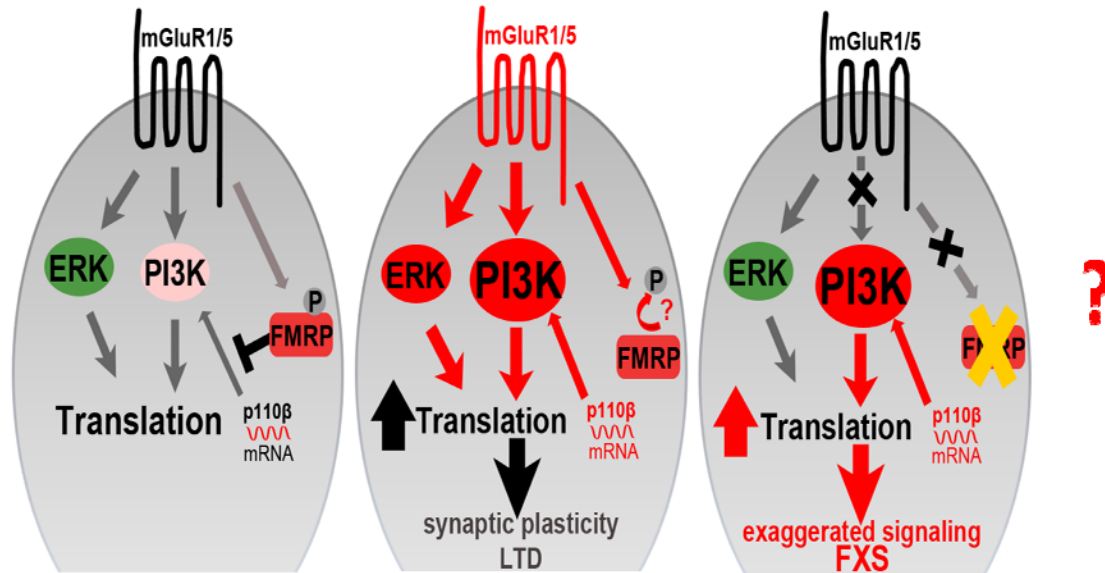 mGluR1/5
ERK
PI3K
P
FMRP
Translation
p110β
mRNA
mGluR1/5
ERK
PI3K
P
?
FMRP
Translation
p110β
mRNA
synaptic plasticity
LTD
mGluR1/5
ERK
PI3K
FMRP
Translation
p110β
mRNA
exaggerated signaling
FXS
?